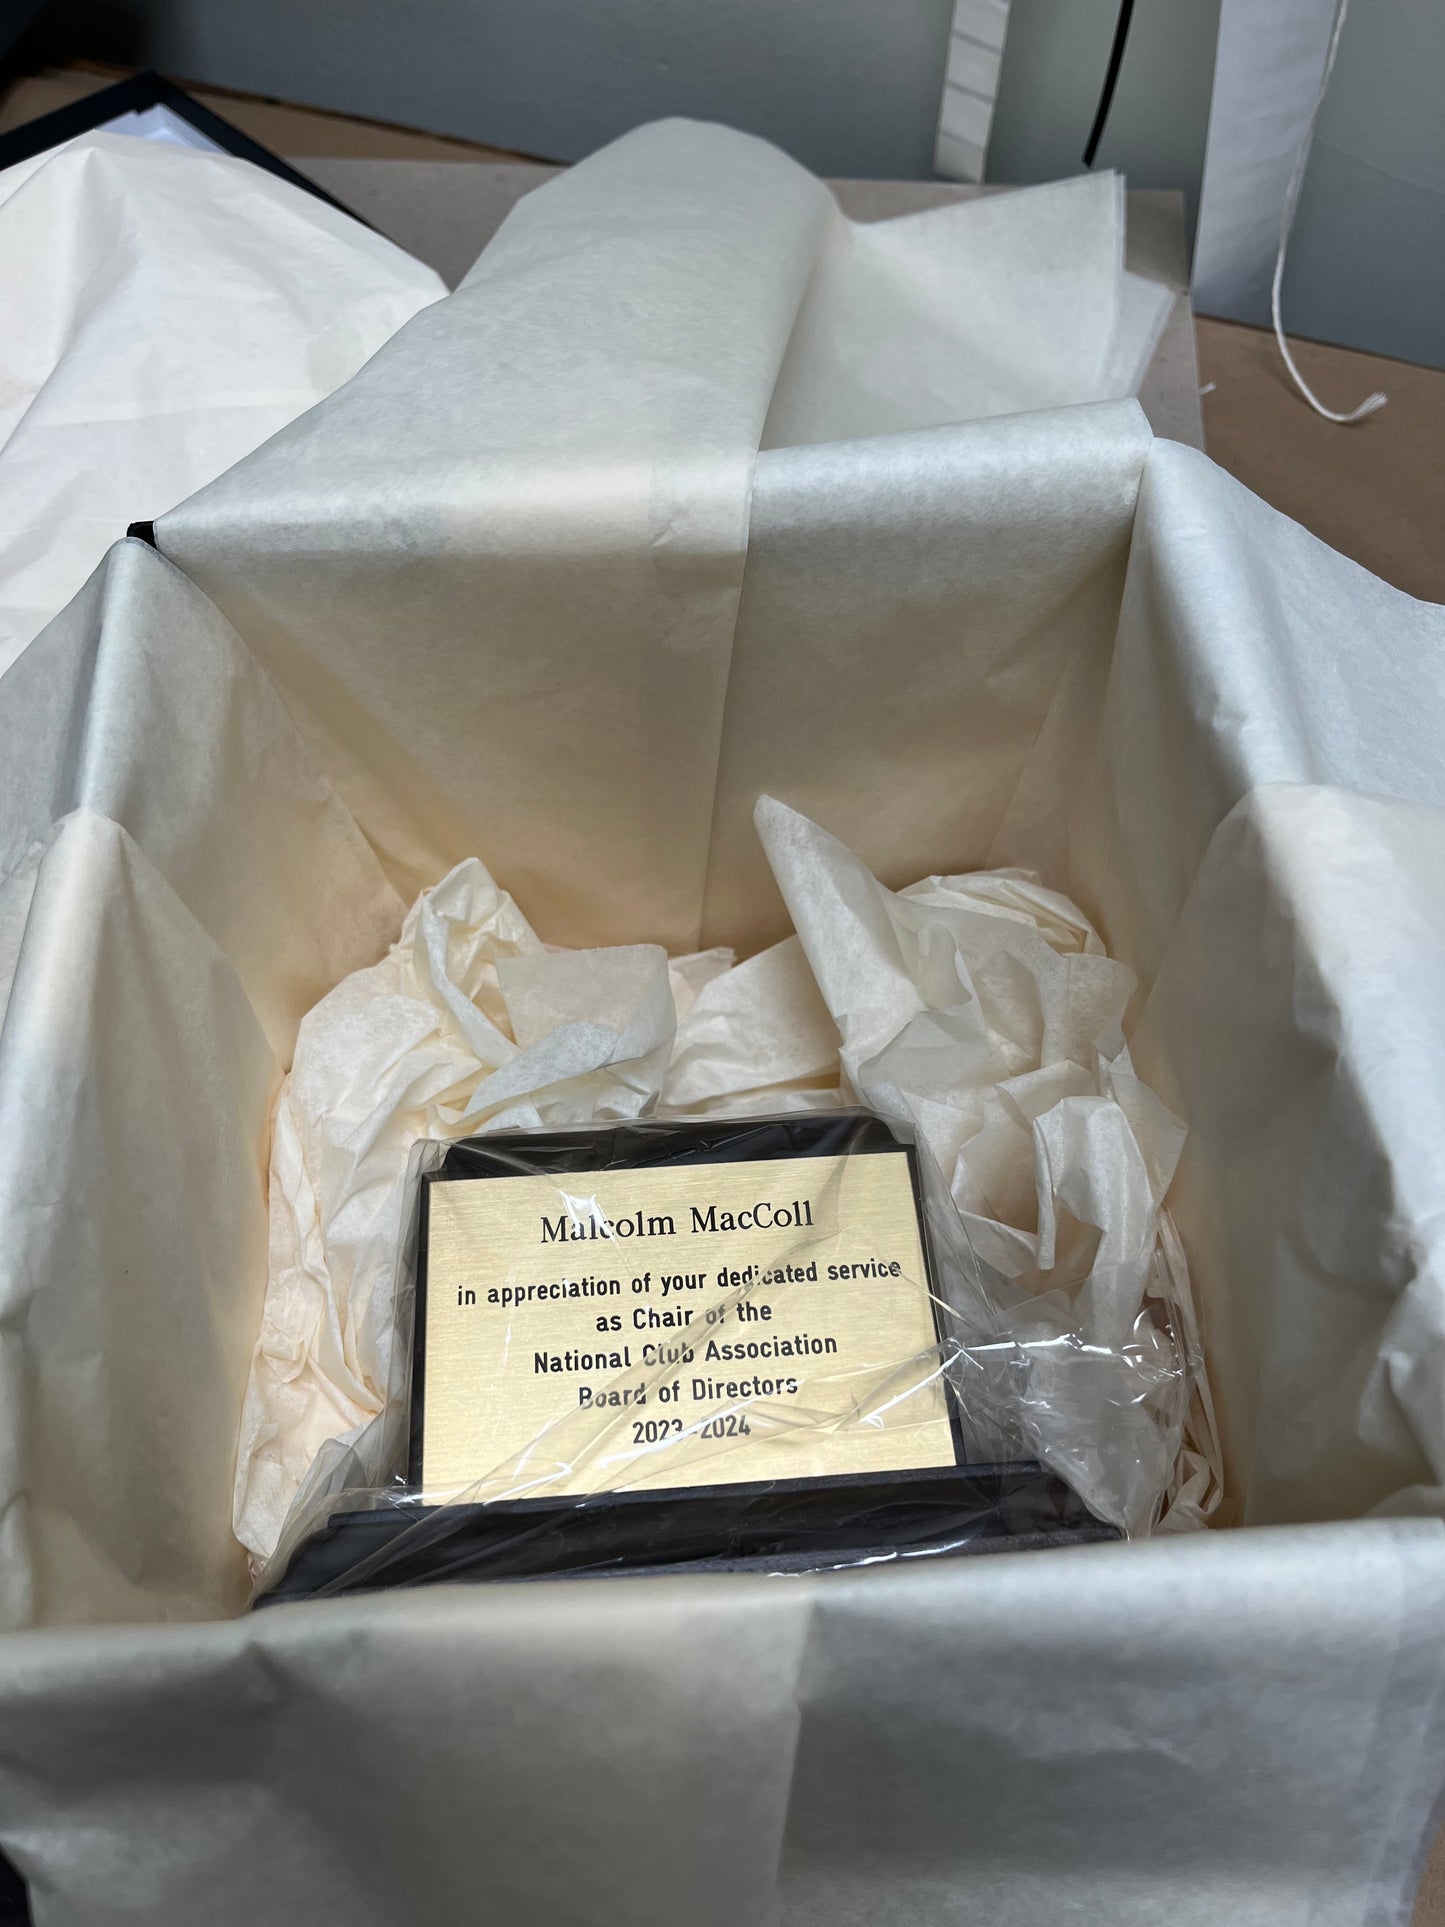 Malcolm MacColl
in appreciation of your dedicated service
as Chair of the
National Club Association
Board of Directors
2023-2024